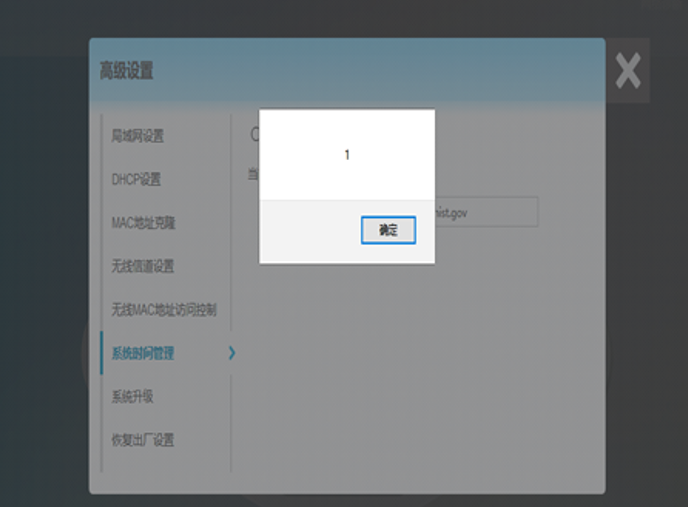 高级设置
X
局域网设置
DHCP设置
MAC地址克隆
无线信道设置
无线MAC地址访问控制
系统时间管理
系统升级
恢复出厂设置
当
nist.gov
1
确定